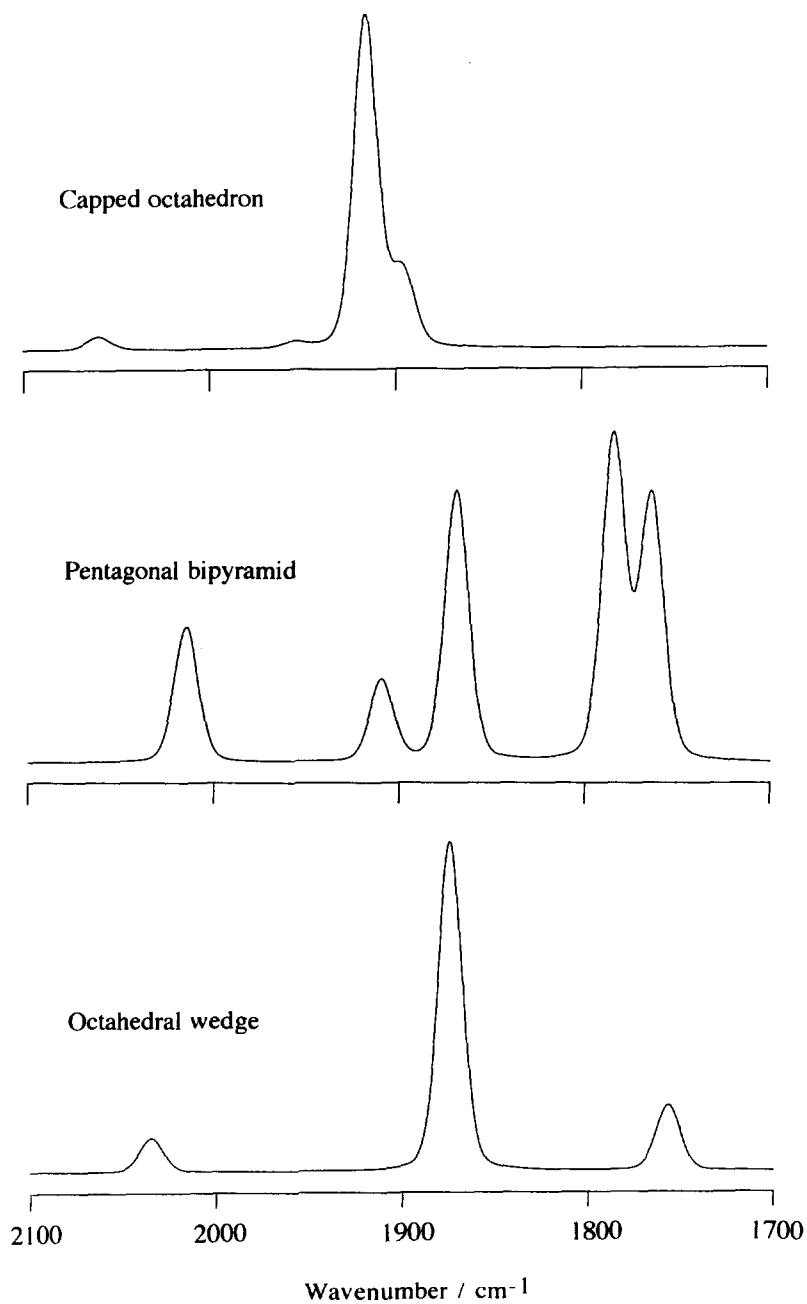 Capped octahedron
Pentagonal bipyramid
Octahedral wedge
2100 2000 1900 1800 1700
Wavenumber / cm-1